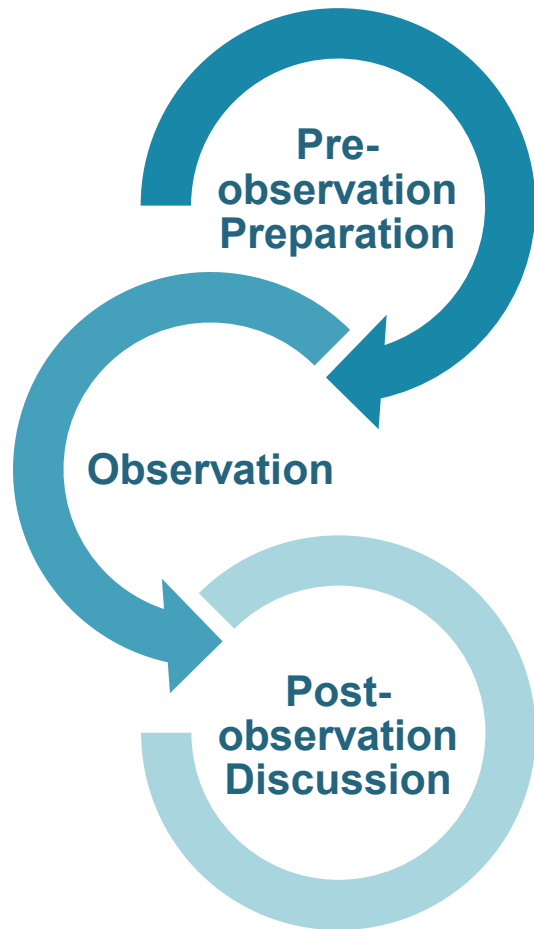 Pre-
observation
Preparation
Observation
Post-
observation
Discussion